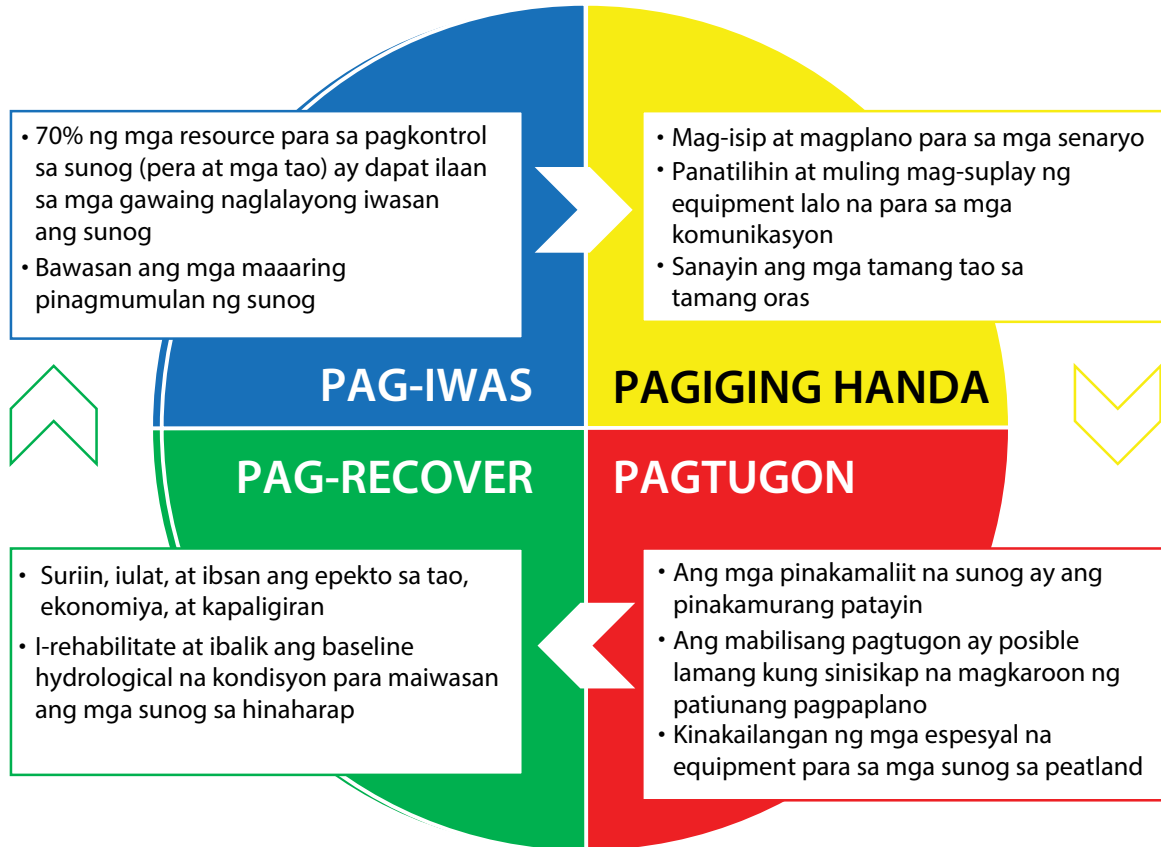 • 70% ng mga resource para sa pagkontrol
sa sunog (pera at mga tao) ay dapat ilaan
sa mga gawaing naglalayong iwasan
ang sunog
• Bawasan ang mga maaaring
pinagmumulan ng sunog
PAG-IWAS
• Mag-isip at magplano para sa mga senaryo
• Panatilihin at muling mag-suplay ng
equipment lalo na para sa mga
komunikasyon
• Sanayin ang mga tamang tao sa
tamang oras
PAGIGING HANDA
PAGTUGON
• Ang mga pinakamaliit na sunog ay ang
pinakamurang patayin
• Ang mabilisang pagtugon ay posible
lamang kung sinisikap na magkaroon ng
patiunang pagpaplano
• Kinakailangan ng mga espesyal na
equipment para sa mga sunog sa peatland
PAG-RECOVER
• Suriin, iulat, at ibsan ang epekto sa tao,
ekonomiya, at kapaligiran
• I-rehabilitate at ibalik ang baseline
hydrological na kondisyon para maiwasan
ang mga sunog sa hinaharap